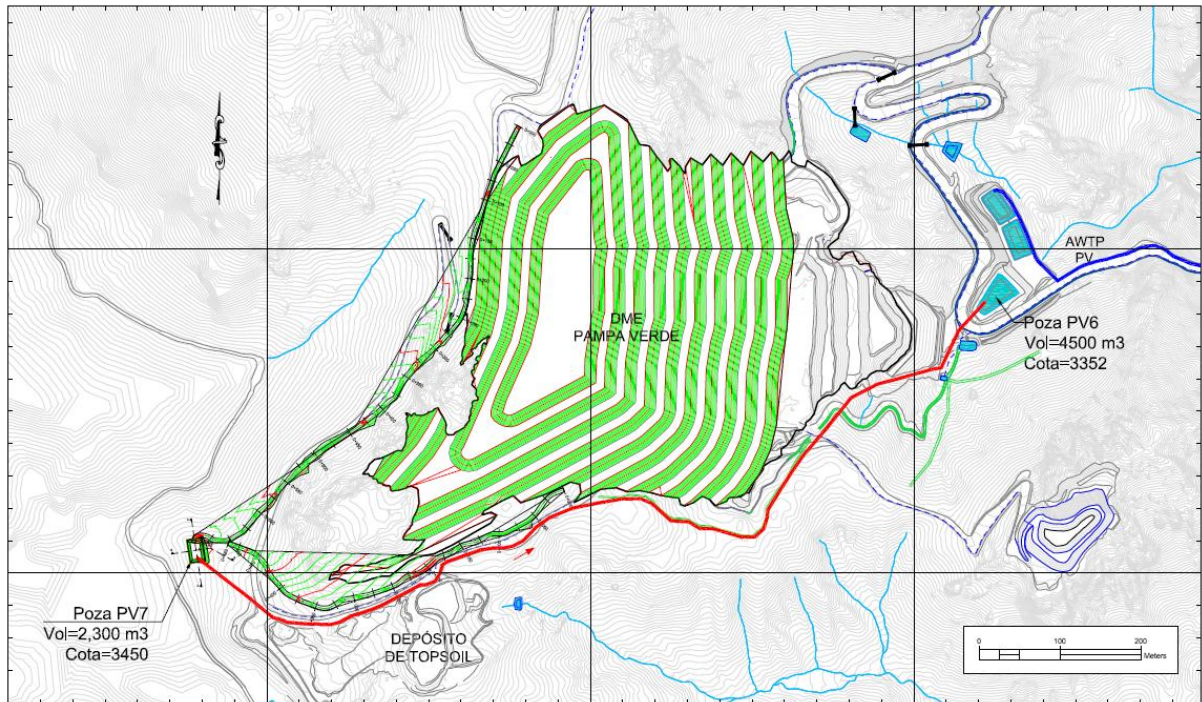 AWTP
PV
DME
PAMPA VERDE
Poza PV6
Vol=4500 m3
Cota=3352
Poza PV7
Vol=2,300 m3
Cota=3450
DEPÓSITO
DE TOPSOIL
0 100 200
Meters